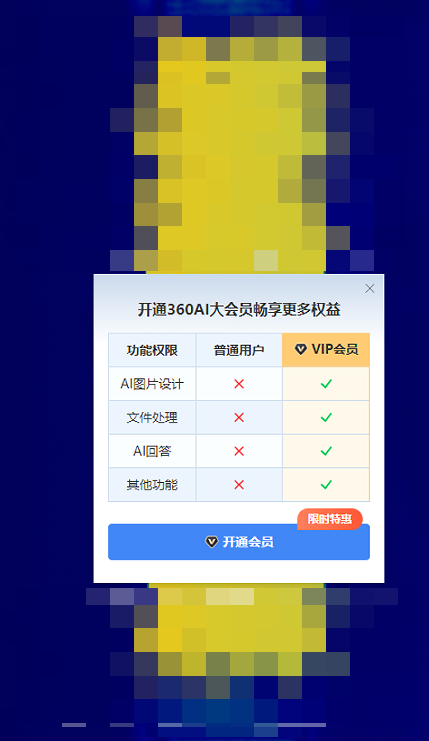 开通360AI大会员畅享更多权益
功能权限 普通用户 VIP会员
AI图片设计
文件处理
AI回答
其他功能
限时特惠
开通会员